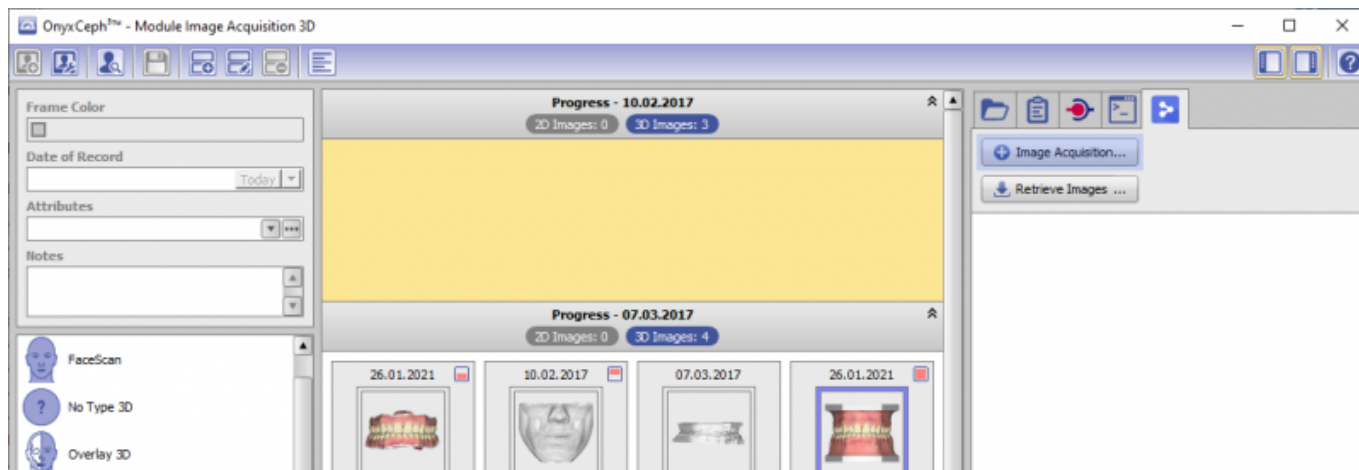 OnyxCeph³™ - Module Image Acquisition 3D
Frame Color
Date of Record
Today
Attributes
Notes
FaceScan
No Type 3D
Overlay 3D
Progress - 10.02.2017
2D Images: 0 3D Images: 3
Progress - 07.03.2017
2D Images: 0 3D Images: 4
26.01.2021 10.02.2017 07.03.2017 26.01.2021
Image Acquisition...
Retrieve Images ...